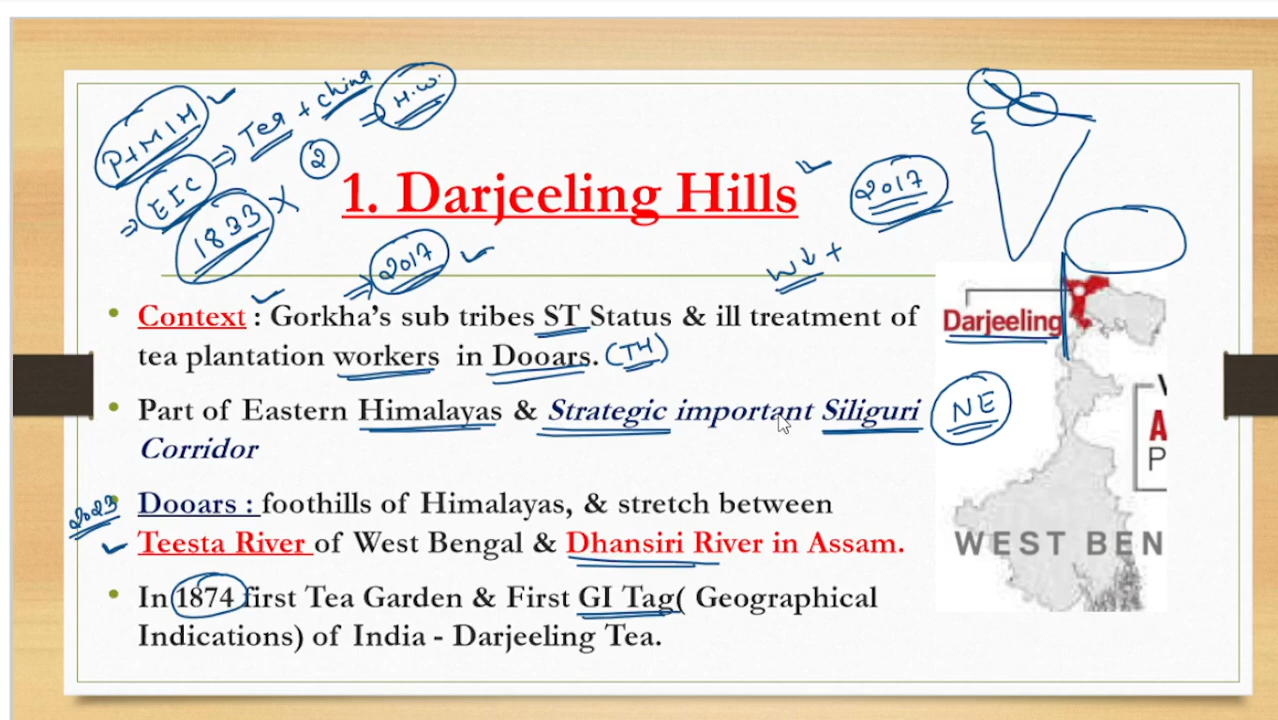 P+M|H
EIC
Tea + China
H.W.
2
1833
1. Darjeeling Hills
2017
2017
W↓ +
Context : Gorkha's sub tribes ST Status & ill treatment of
tea plantation workers in Dooars. (TH)
Darjeeling
Part of Eastern Himalayas & Strategic important Siliguri
Corridor
NE
A
P
2023
Dooars : foothills of Himalayas, & stretch between
Teesta River of West Bengal & Dhansiri River in Assam.
WEST BEN
In 1874 first Tea Garden & First GI Tag( Geographical
Indications) of India - Darjeeling Tea.